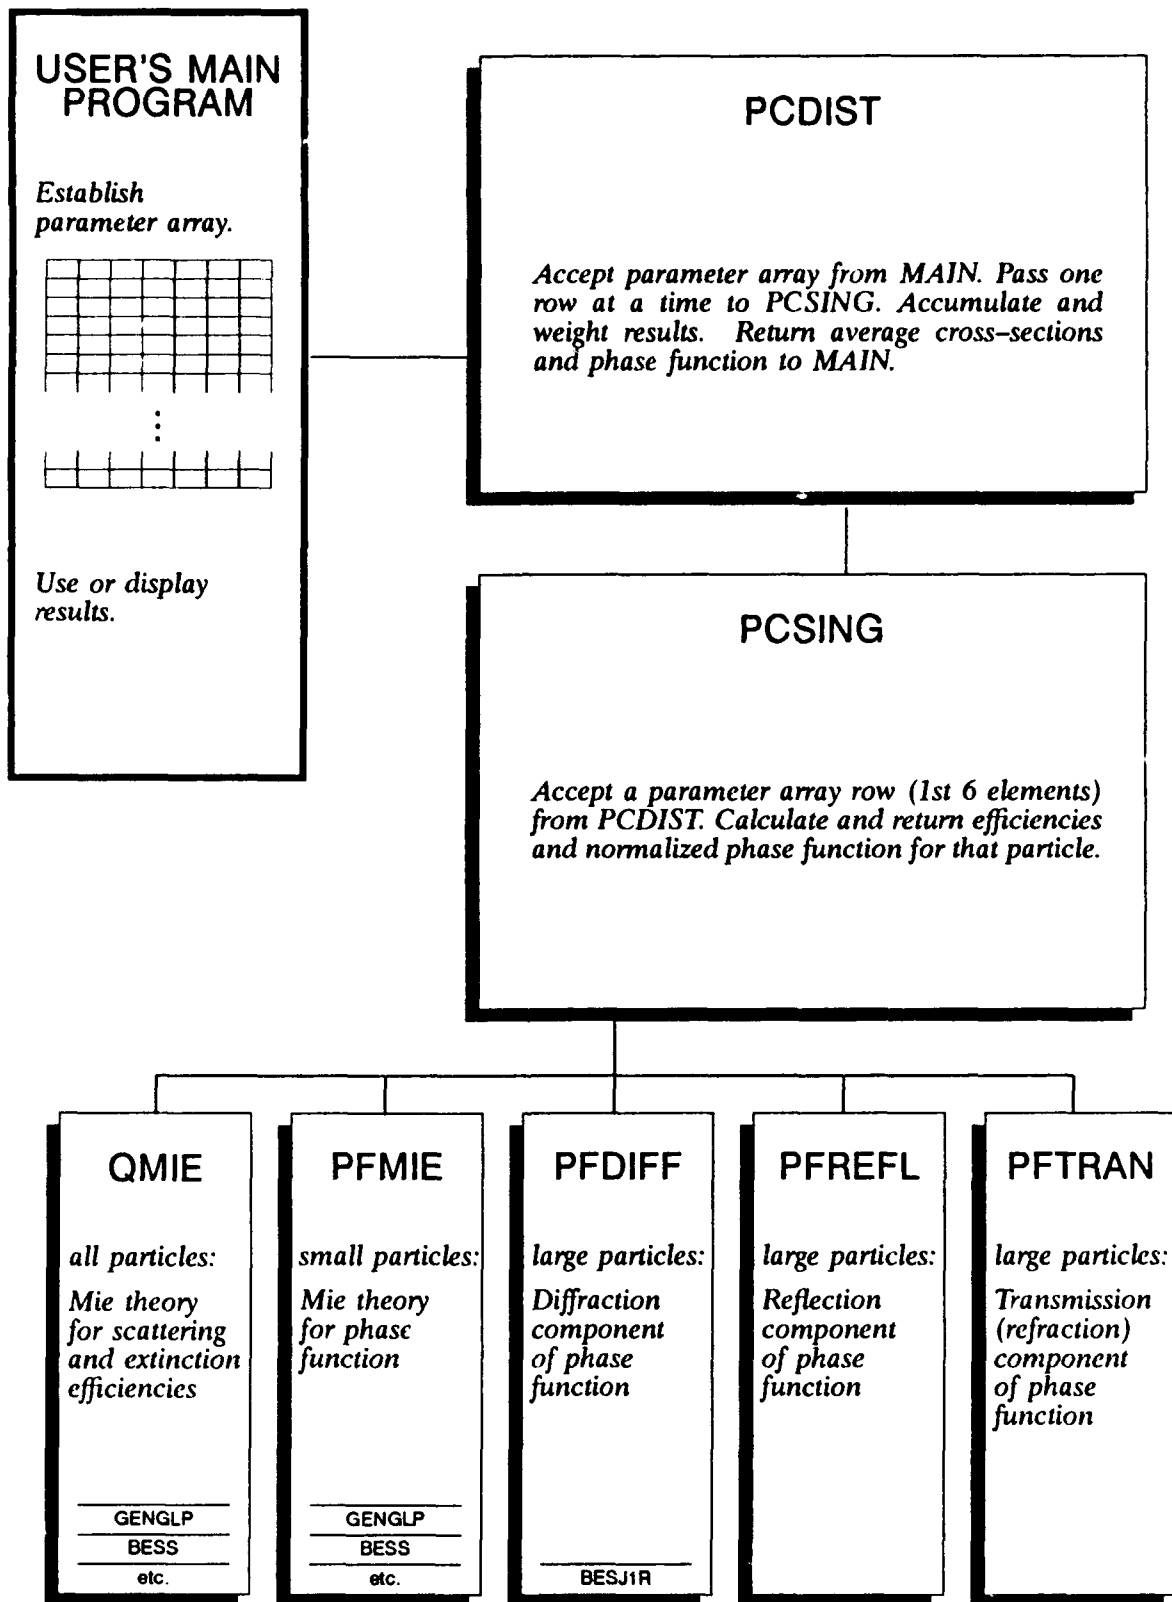 USER'S MAIN
PROGRAM
Establish
parameter array.
Use or display
results.
PCDIST
Accept parameter array from MAIN. Pass one
row at a time to PCSING. Accumulate and
weight results. Return average cross-sections
and phase function to MAIN.
PCSING
Accept a parameter array row (1st 6 elements)
from PCDIST. Calculate and return efficiencies
and normalized phase function for that particle.
QMIE
all particles:
Mie theory
for scattering
and extinction
efficiencies
GENGLP
BESS
etc.
PFMIE
small particles:
Mie theory
for phase
function
GENGLP
BESS
etc.
PFDIFF
large particles:
Diffraction
component
of phase
function
BESJ1R
PFREFL
large particles:
Reflection
component
of phase
function
PFTRAN
large particles:
Transmission
(refraction)
component
of phase
function